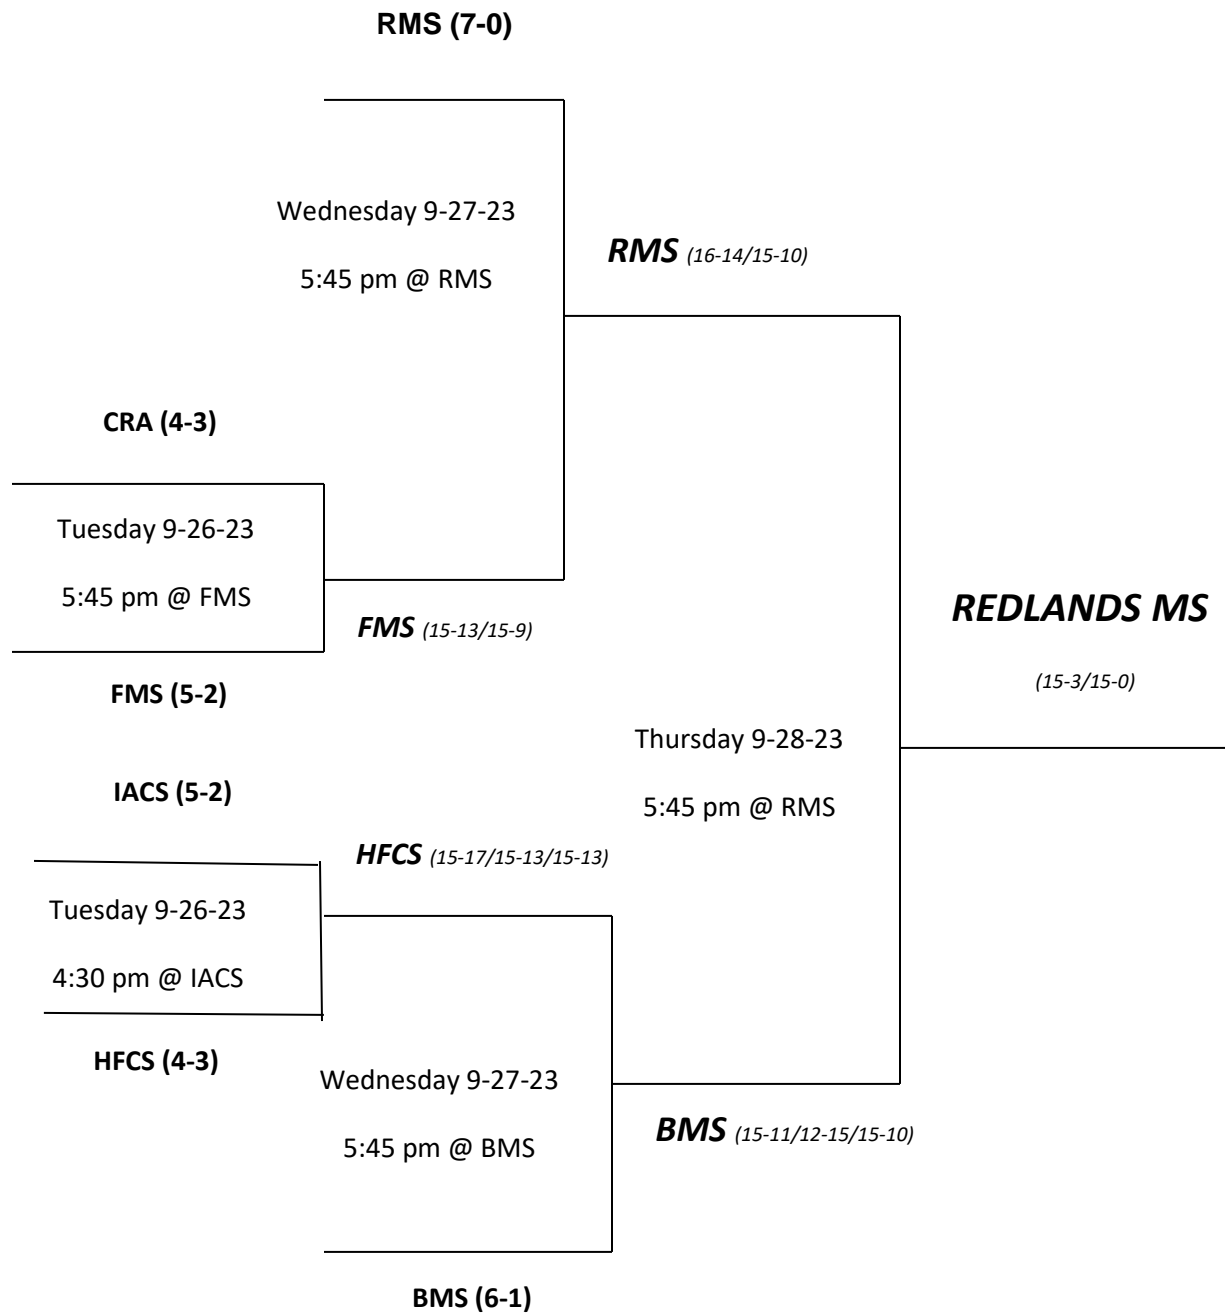 RMS (7-0)
Wednesday 9-27-23
5:45 pm @ RMS
RMS (16-14/15-10)
CRA (4-3)
Tuesday 9-26-23
5:45 pm @ FMS
FMS (15-13/15-9)
FMS (5-2)
REDLANDS MS
(15-3/15-0)
Thursday 9-28-23
5:45 pm @ RMS
IACS (5-2)
HFCS (15-17/15-13/15-13)
Tuesday 9-26-23
4:30 pm @ IACS
HFCS (4-3)
Wednesday 9-27-23
5:45 pm @ BMS
BMS (15-11/12-15/15-10)
BMS (6-1)